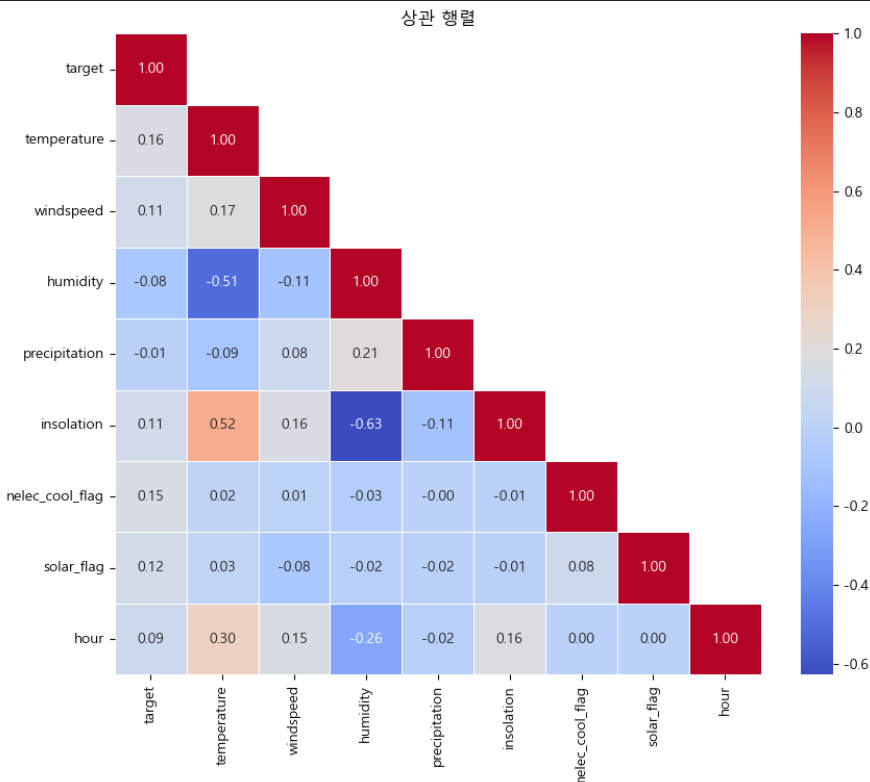 상관 행렬
target 1.00
temperature 0.16 1.00
windspeed 0.11 0.17 1.00
humidity -0.08 -0.51 -0.11 1.00
precipitation -0.01 -0.09 0.08 0.21 1.00
insolation 0.11 0.52 0.16 -0.63 -0.11 1.00
nelec_cool_flag 0.15 0.02 0.01 -0.03 -0.00 -0.01 1.00
solar_flag 0.12 0.03 -0.08 -0.02 -0.02 -0.01 0.08 1.00
hour 0.09 0.30 0.15 -0.26 -0.02 0.16 0.00 0.00 1.00
target
temperature
windspeed
humidity
precipitation
insolation
nelec_cool_flag
solar_flag
hour
1.0
0.8
0.6
0.4
0.2
0.0
-0.2
-0.4
-0.6